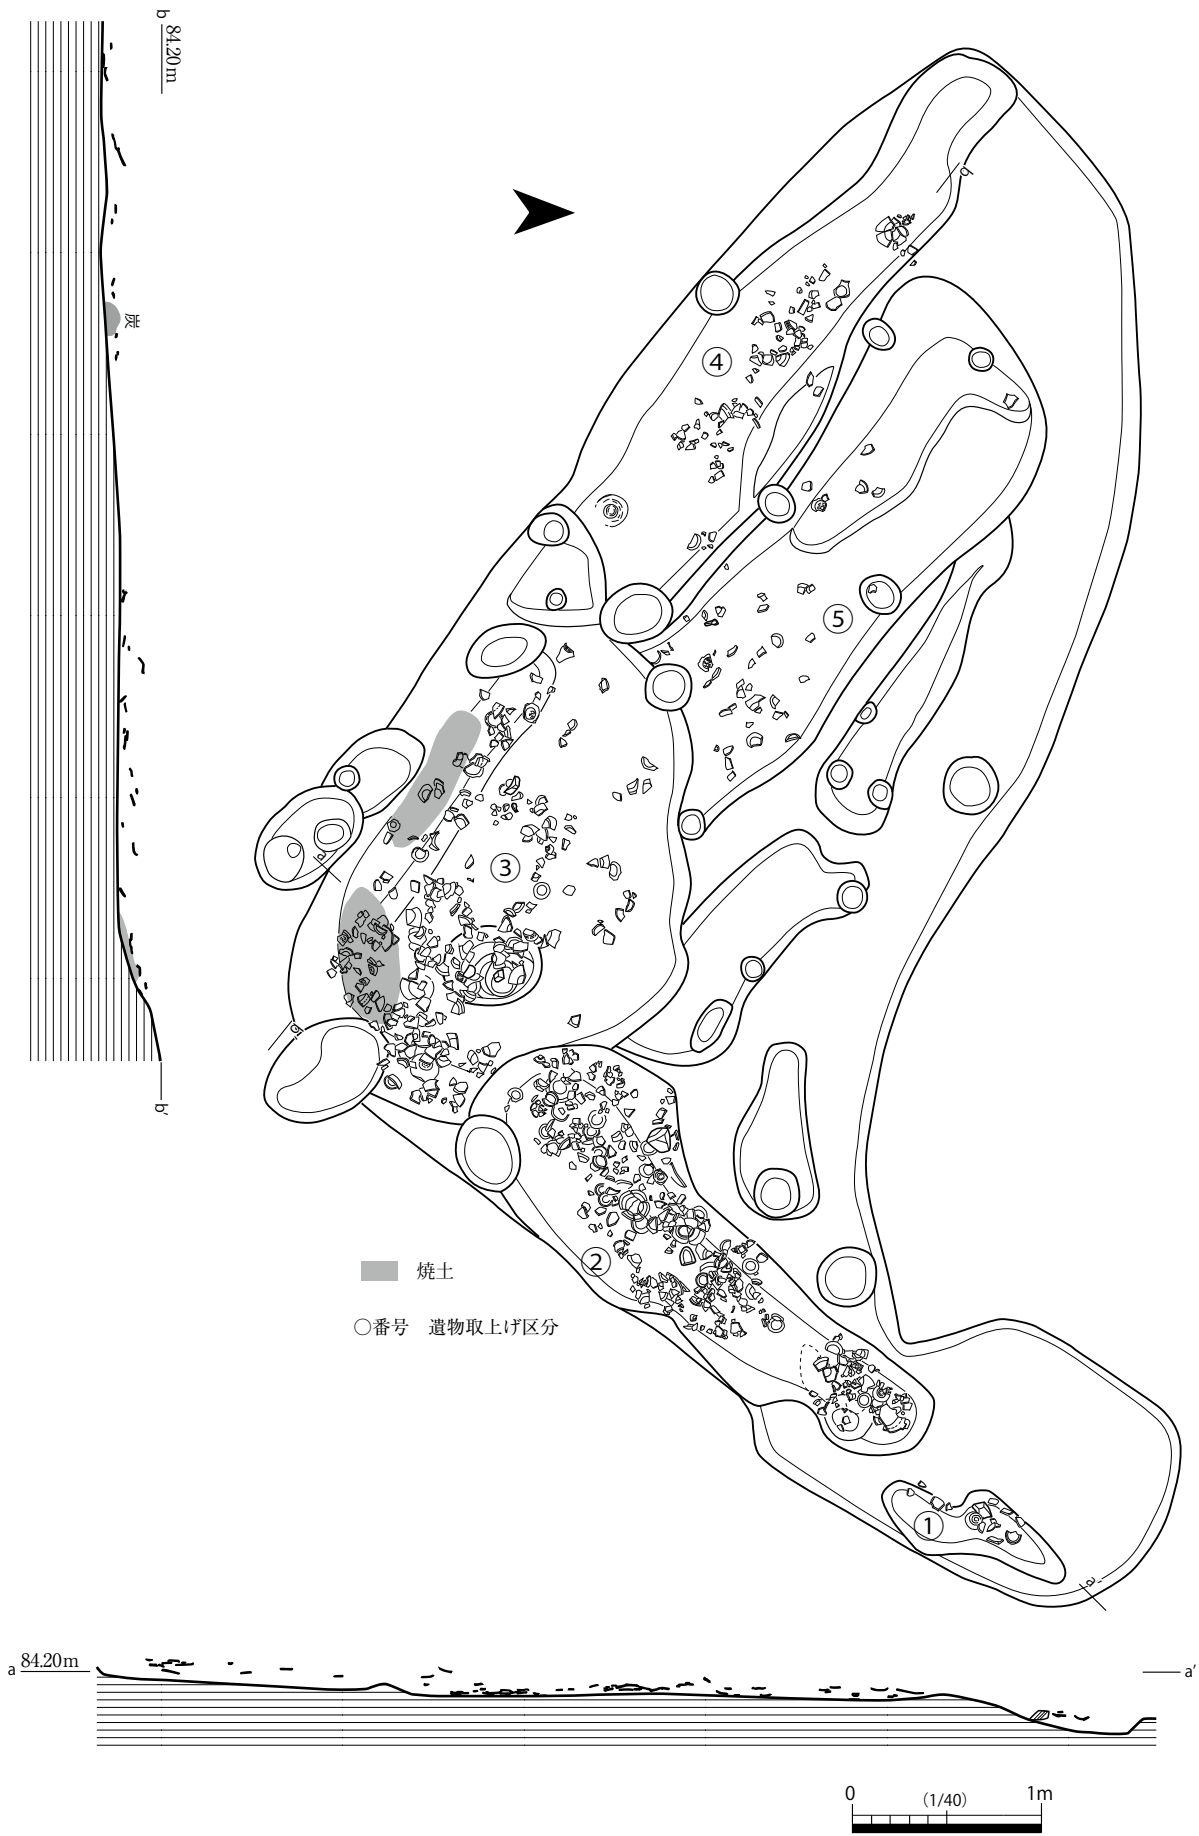 b
84.20m
炭
b'
b
④
⑤
③
a
b'
②
焼土
○番号　遺物取上げ区分
①
a'
a 84.20m
a'
0 （1/40） 1m